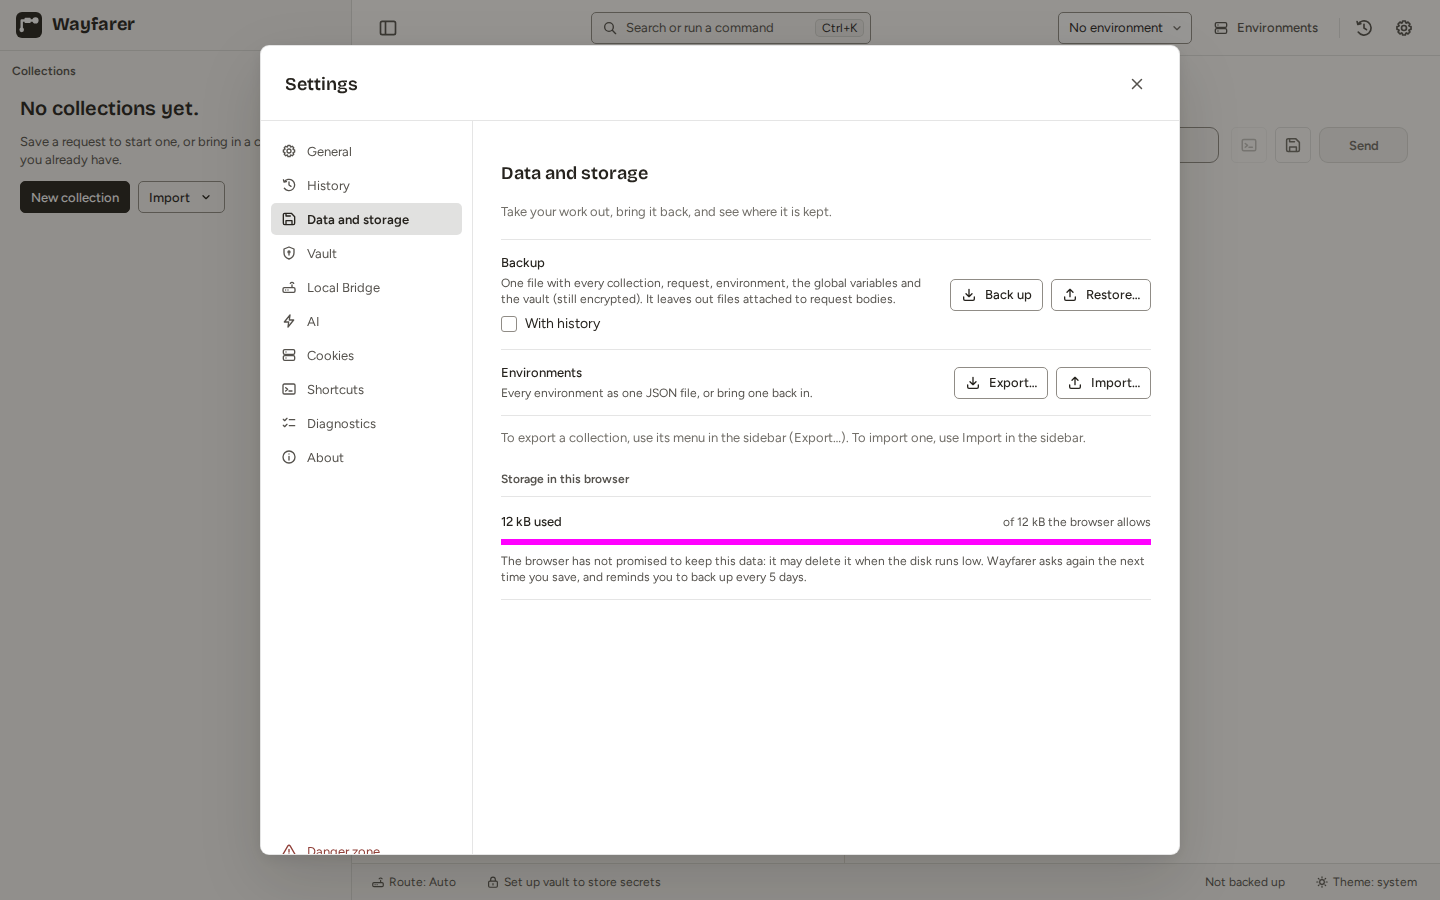 Wayfarer
Search or run a command
Ctrl+K
No environment
Environments
Collections
No collections yet.
Save a request to start one, or bring in a c
you already have.
New collection
Import
Send
Settings
General
History
Data and storage
Vault
Local Bridge
AI
Cookies
Shortcuts
Diagnostics
About
Danger zone
Data and storage
Take your work out, bring it back, and see where it is kept.
Backup
One file with every collection, request, environment, the global variables and
the vault (still encrypted). It leaves out files attached to request bodies.
With history
Back up
Restore...
Environments
Every environment as one JSON file, or bring one back in.
Export...
Import...
To export a collection, use its menu in the sidebar (Export...). To import one, use Import in the sidebar.
Storage in this browser
12 kB used
of 12 kB the browser allows
The browser has not promised to keep this data: it may delete it when the disk runs low. Wayfarer asks again the next
time you save, and reminds you to back up every 5 days.
Route: Auto
Set up vault to store secrets
Not backed up
Theme: system